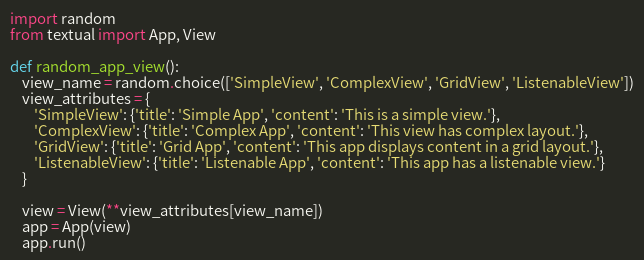 import random
from textual import App, View

def random_app_view():
    view_name = random.choice(['SimpleView', 'ComplexView', 'GridView', 'ListenableView'])
    view_attributes = {
        'SimpleView': {'title': 'Simple App', 'content': 'This is a simple view.'},
        'ComplexView': {'title': 'Complex App', 'content': 'This view has complex layout.'},
        'GridView': {'title': 'Grid App', 'content': 'This app displays content in a grid layout.'},
        'ListenableView': {'title': 'Listenable App', 'content': 'This app has a listenable view.'}
    }

    view = View(**view_attributes[view_name])
    app = App(view)
    app.run()